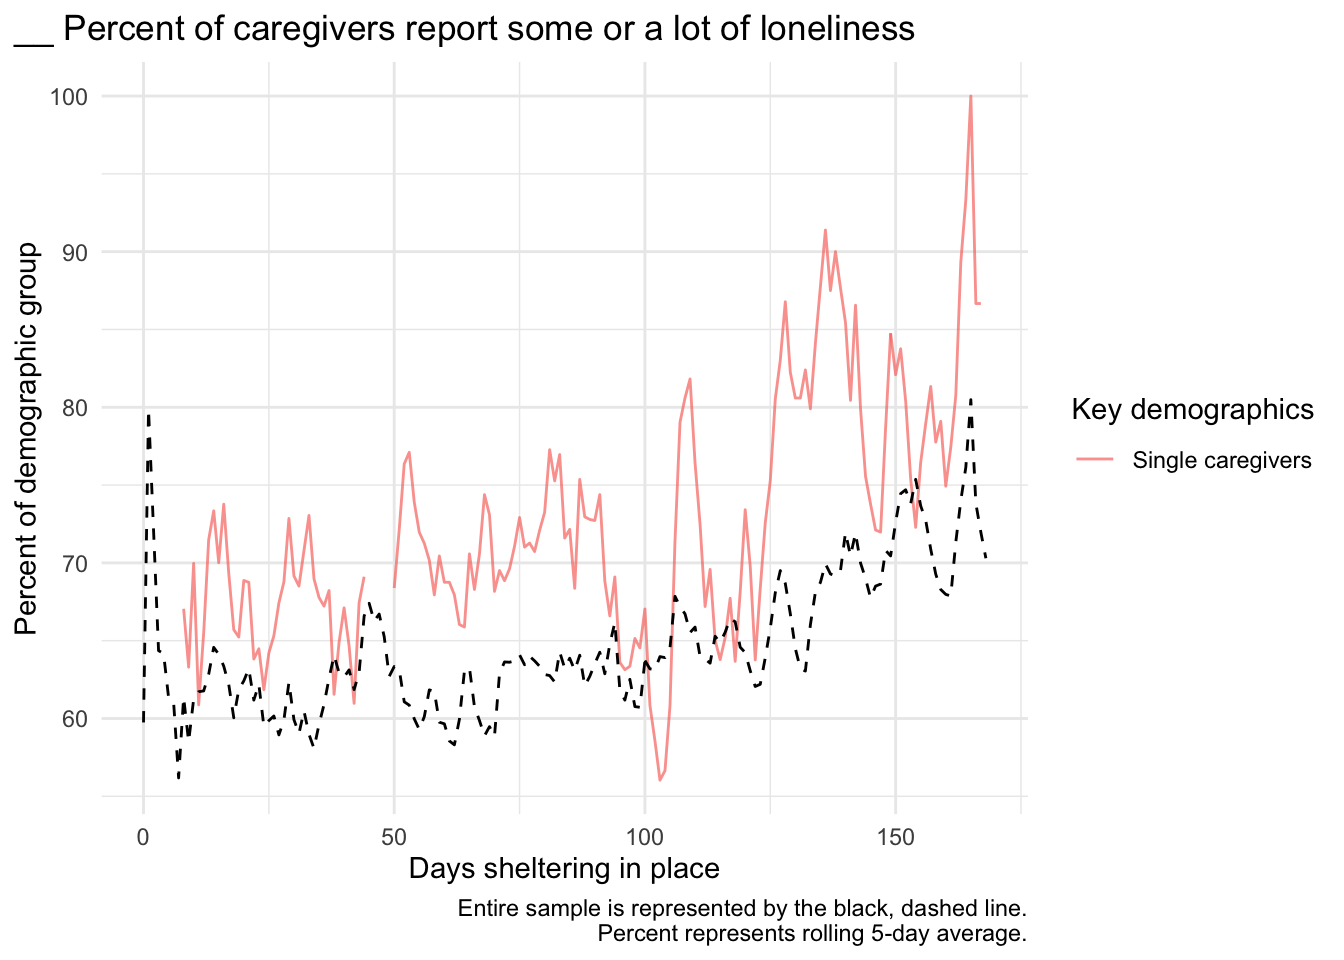 __ Percent of caregivers report some or a lot of loneliness
Percent of demographic group
100
90
80
70
60
0
50
100
150
Days sheltering in place
Key demographics
Single caregivers
Entire sample is represented by the black, dashed line.
Percent represents rolling 5-day average.